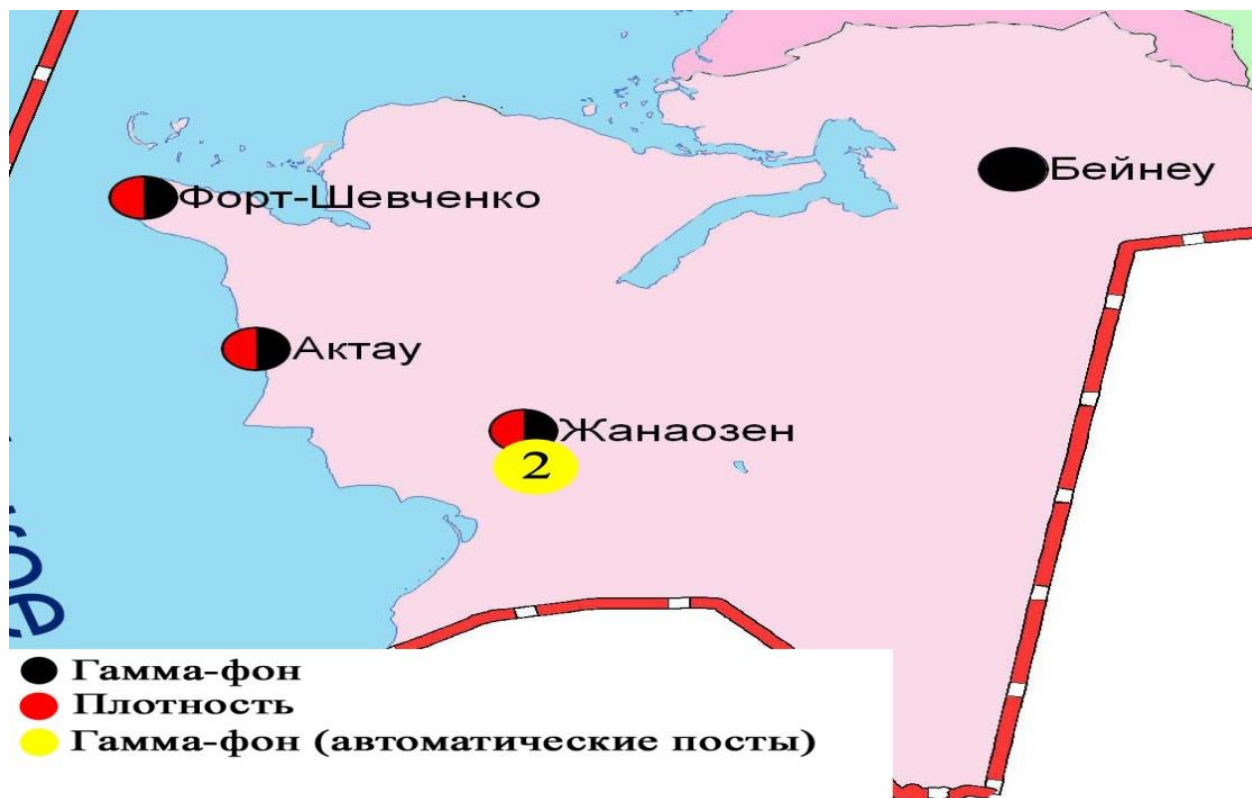 Форт-Шевченко
Бейнеу
Актау
Жанаозен
2
Гамма-фон
Плотность
Гамма-фон (автоматические посты)